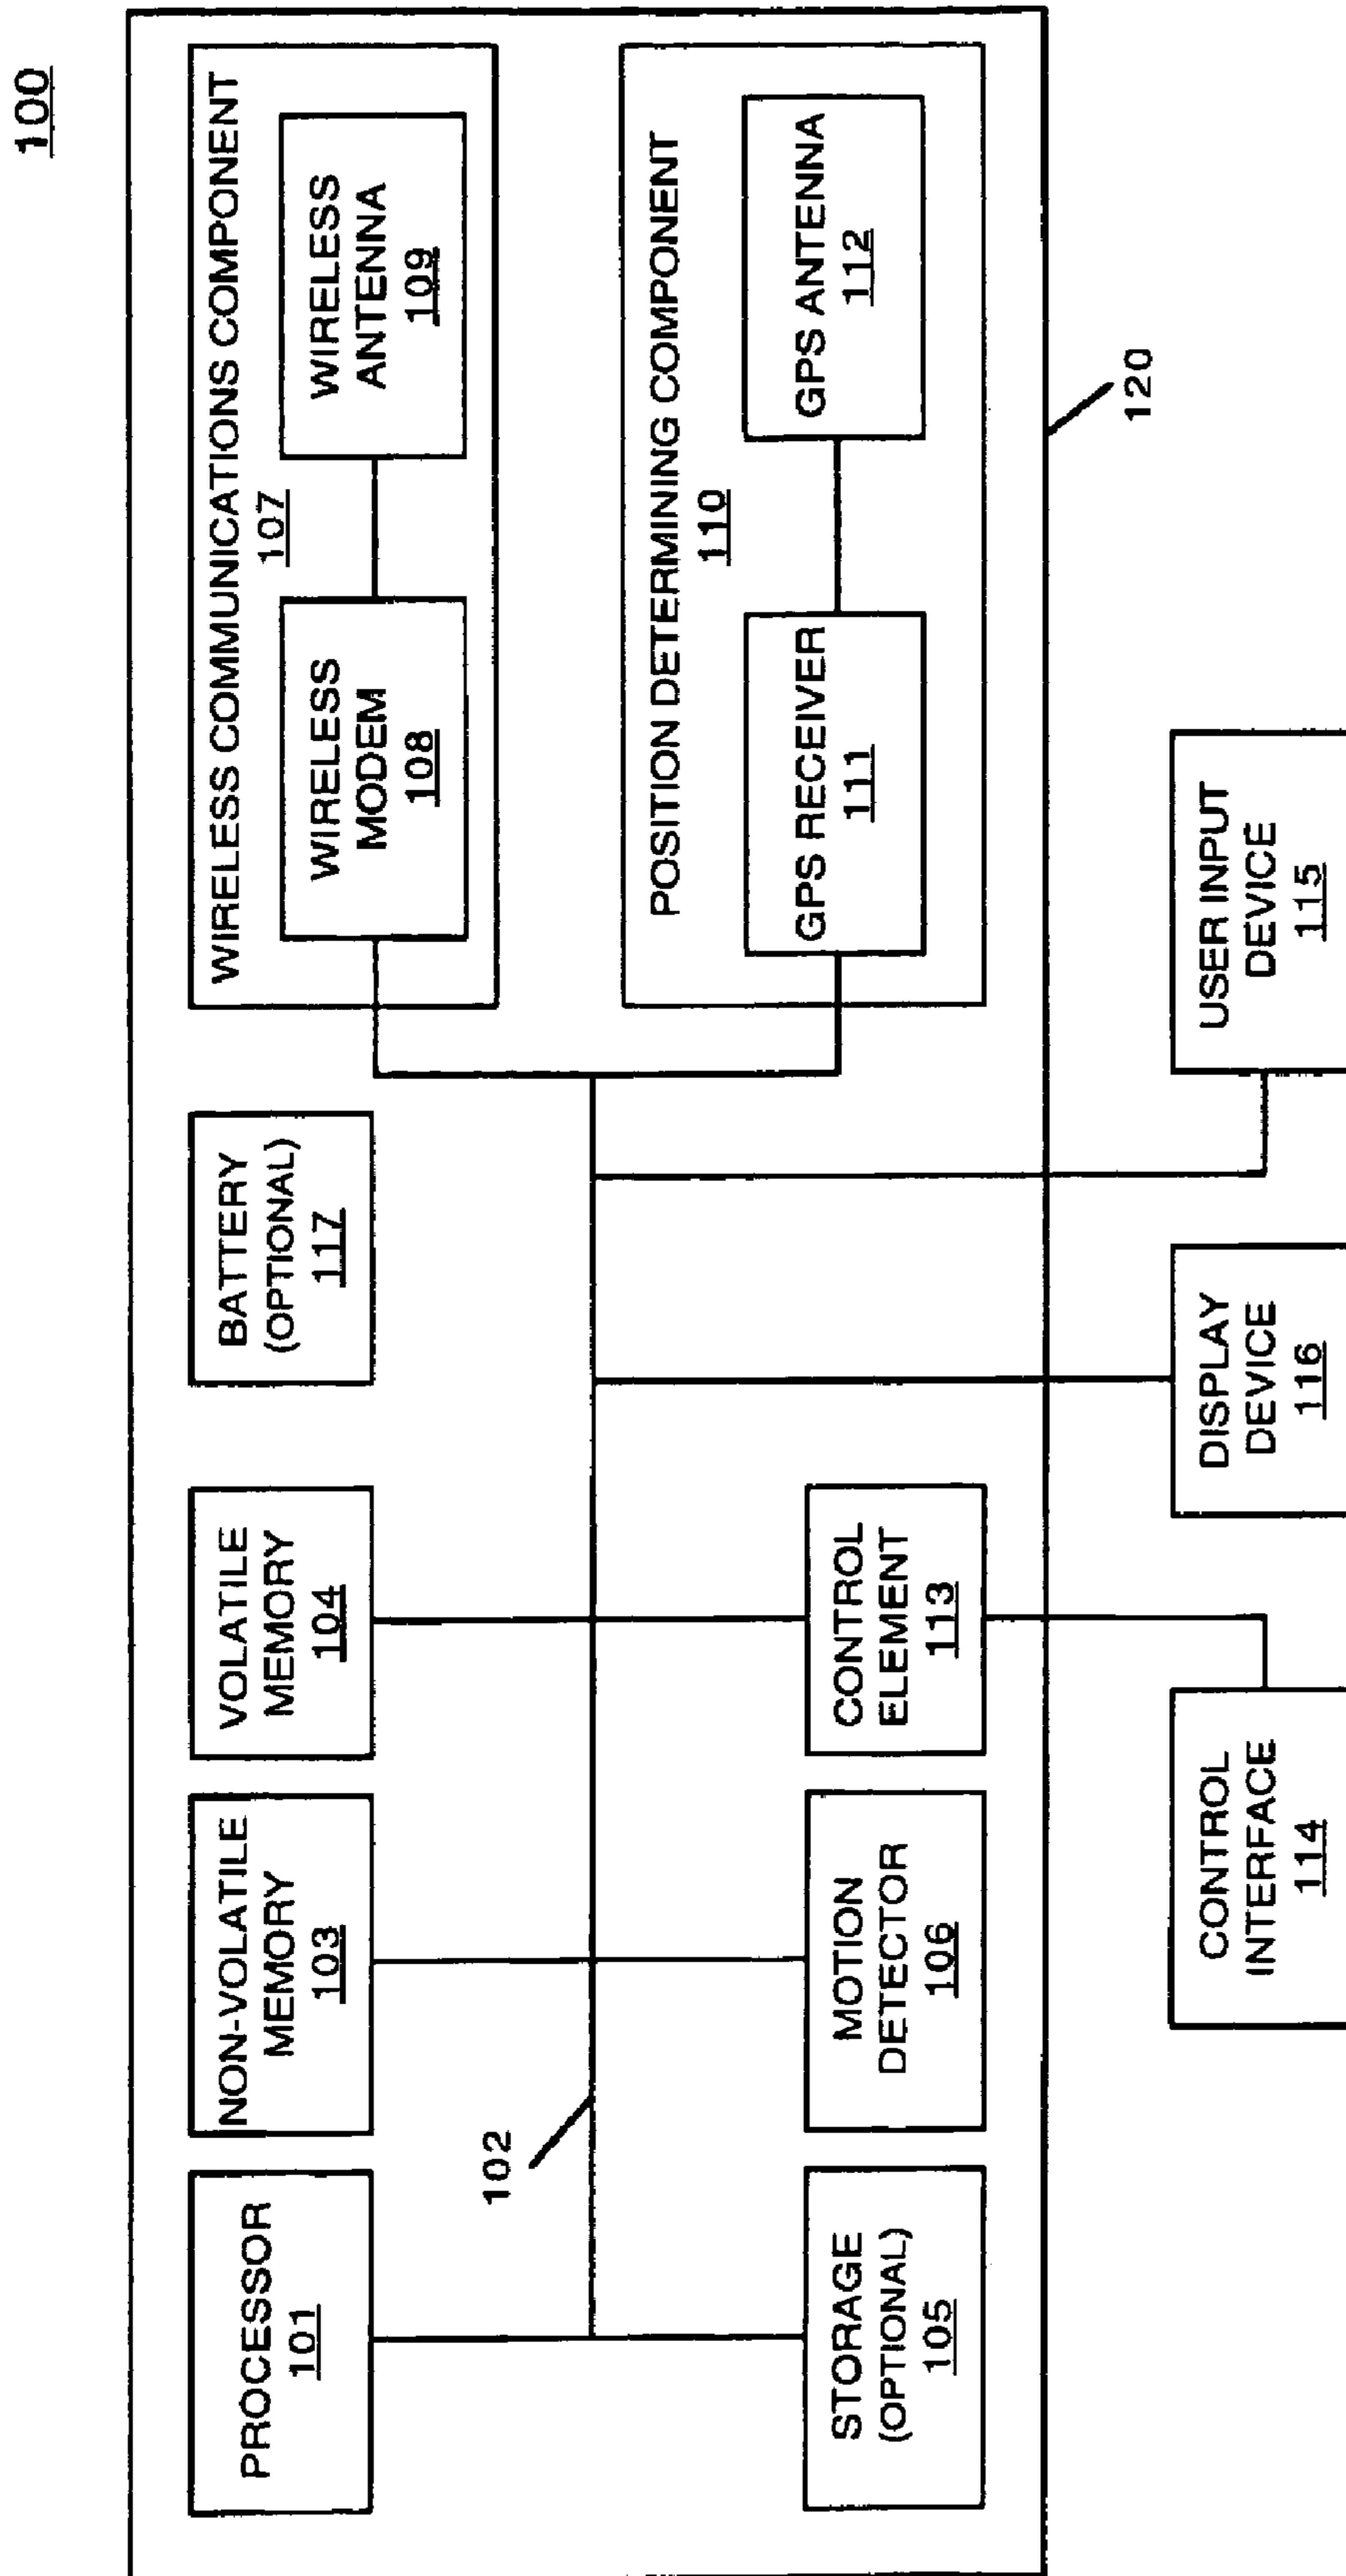 100
PROCESSOR
101
NON-VOLATILE
MEMORY
103
VOLATILE
MEMORY
104
BATTERY
(OPTIONAL)
117
WIRELESS COMMUNICATIONS COMPONENT
107
WIRELESS
MODEM
108
WIRELESS
ANTENNA
109
102
STORAGE
(OPTIONAL)
105
MOTION
DETECTOR
106
CONTROL
ELEMENT
113
POSITION DETERMINING COMPONENT
110
GPS RECEIVER
111
GPS ANTENNA
112
120
CONTROL
INTERFACE
114
DISPLAY
DEVICE
116
USER INPUT
DEVICE
115